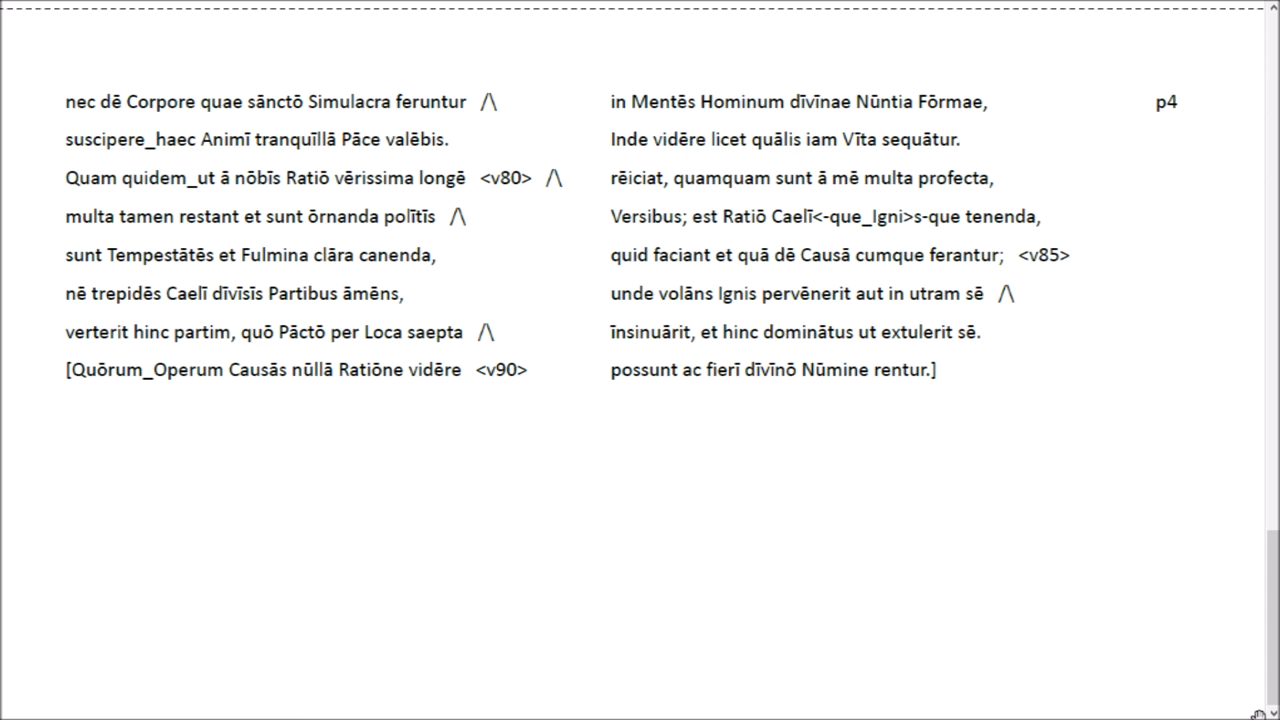 nec dē Corpore quae sānctō Simulacra feruntur /\ in Mentēs Hominum dīvīnae Nūntia Fōrmae, p4
suscipere_haec Animī tranquīllā Pāce valēbis. Inde vidēre licet quālis iam Vīta sequātur.
Quam quidem_ut ā nōbīs Ratiō vērissima longē <v80> /\ rēiciat, quamquam sunt ā mē multa profecta,
multa tamen restant et sunt ōrnanda polītīs /\ Versibus; est Ratiō Caelī<-que_Igni>s-que tenenda,
sunt Tempestātēs et Fulmina clāra canenda, quid faciant et quā dē Causā cumque ferantur; <v85>
nē trepidēs Caelī dīvīsīs Partibus āmēns, unde volāns Ignis pervēnerit aut in utram sē /\
verterit hinc partim, quō Pāctō per Loca saepta /\ īnsinuārit, et hinc dominātus ut extulerit sē.
[Quōrum_Operum Causās nūllā Ratiōne vidēre <v90> possunt ac fierī dīvīnō Nūmine rentur.]